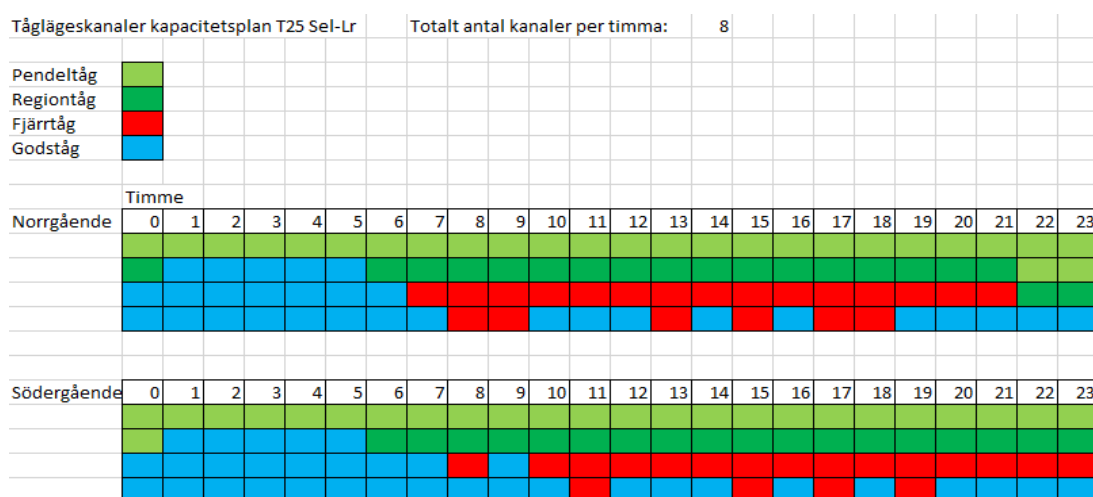 Tåglägeskanaler kapacitetsplan T25 Sel-Lr Totalt antal kanaler per timma: 8
Pendeltåg
Regiontåg
Fjärrtåg
Godståg
Timme
Norrgående 0 1 2 3 4 5 6 7 8 9 10 11 12 13 14 15 16 17 18 19 20 21 22 23
Södergående 0 1 2 3 4 5 6 7 8 9 10 11 12 13 14 15 16 17 18 19 20 21 22 23